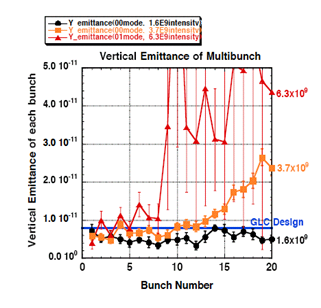 Y_emittance(00mode, 1.6E9intensity)
Y_emittance(00mode, 3.7E9intensity)
Y_emittance(01mode, 6.3E9intensity)
Vertical Emittance of Multibunch
5.0 10⁻¹¹
4.0 10⁻¹¹
3.0 10⁻¹¹
2.0 10⁻¹¹
1.0 10⁻¹¹
0.0 10⁰
Vertical Emittance of each bunch
6.3x10⁹
3.7x10⁹
GLC Design
1.6x10⁹
0 5 10 15 20
Bunch Number